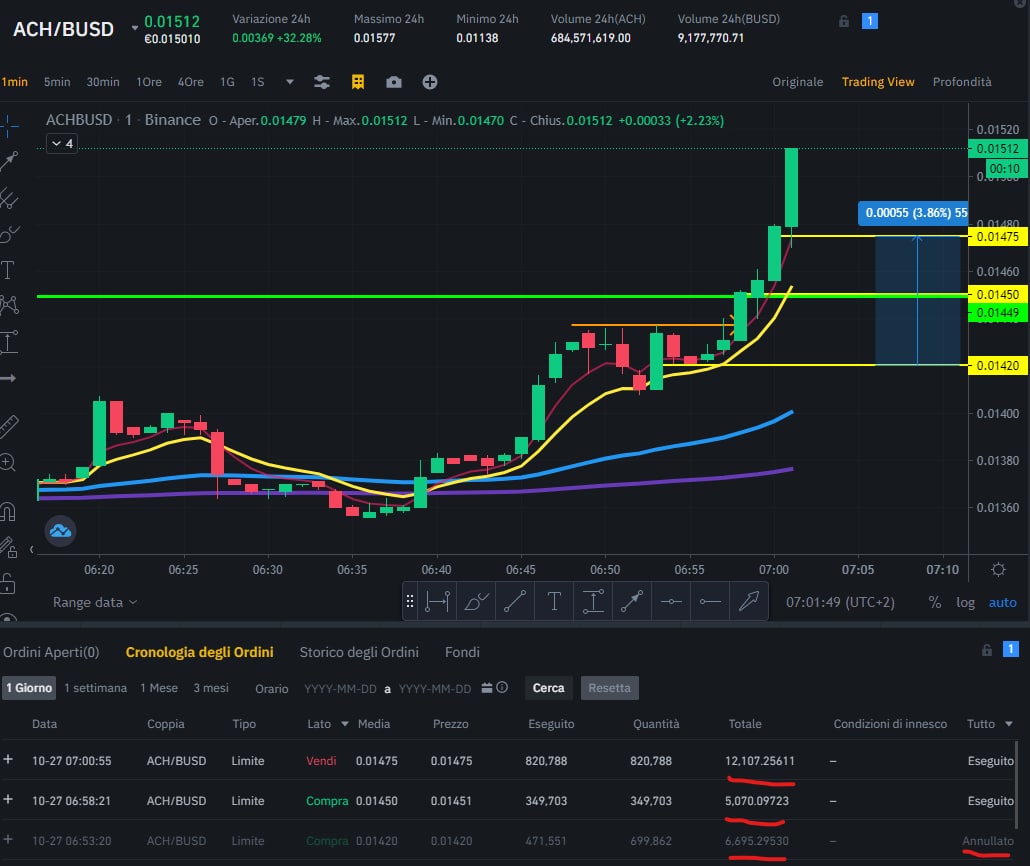 ACH/BUSD
0.01512
€0.015010
Variazione 24h
0.00369 +32.28%
Massimo 24h
0.01577
Minimo 24h
0.01138
Volume 24h(ACH)
684,571,619.00
Volume 24h(BUSD)
9,177,770.71
1
1min 5min 30min 1Ore 4Ore 1G 1S
Originale Trading View Profondità
ACHBUSD · 1 · Binance O - Aper.0.01479 H - Max.0.01512 L - Min.0.01470 C - Chius.0.01512 +0.00033 (+2.23%)
4
0.01520
0.01512
00:10
0.01500
0.00055 (3.86%) 55
0.01480
0.01475
0.01460
0.01450
0.01449
0.01420
0.01400
0.01380
0.01360
06:20 06:25 06:30 06:35 06:40 06:45 06:50 06:55 07:00 07:05 07:10
Range data
T
07:01:49 (UTC+2) % log auto
Ordini Aperti(0) Cronologia degli Ordini Storico degli Ordini Fondi
1
1 Giorno 1 settimana 1 Mese 3 mesi Orario YYYY-MM-DD a YYYY-MM-DD Cerca Resetta
Data Coppia Tipo Lato Media Prezzo Eseguito Quantità Totale Condizioni di innesco Tutto
+ 10-27 07:00:55 ACH/BUSD Limite Vendi 0.01475 0.01475 820,788 820,788 12,107.25611 – Eseguito
+ 10-27 06:58:21 ACH/BUSD Limite Compra 0.01450 0.01451 349,703 349,703 5,070.09723 – Eseguito
+ 10-27 06:53:20 ACH/BUSD Limite Compra 0.01420 0.01420 471,551 699,862 6,695.29530 – Annullato